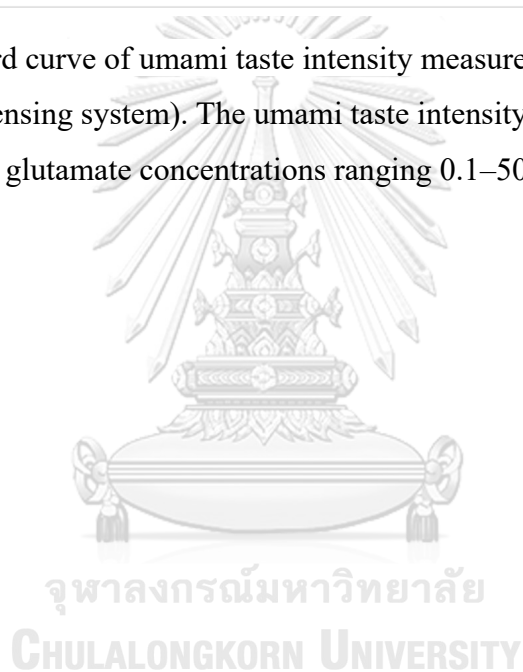 rd curve of umami taste intensity measure
ensing system). The umami taste intensity
glutamate concentrations ranging 0.1–50
จุฬาลงกรณ์มหาวิทยาลัย
CHULALONGKORN UNIVERSITY